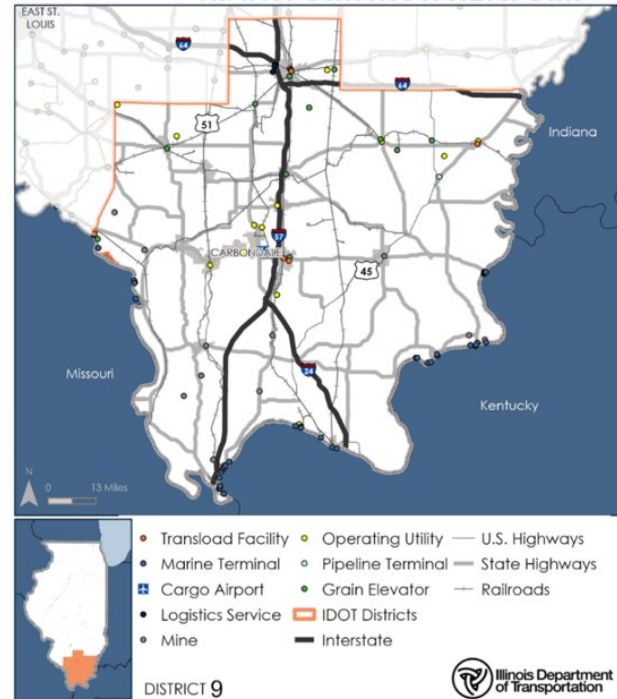 EAST ST.
LOUIS
64
64
51
Indiana
57
CARBONDALE
45
Missouri
24
Kentucky
N
0 13 Miles
Transload Facility
Operating Utility
U.S. Highways
Marine Terminal
Pipeline Terminal
State Highways
Cargo Airport
Grain Elevator
Railroads
Logistics Service
IDOT Districts
Mine
Interstate
DISTRICT 9
Illinois Department
of Transportation